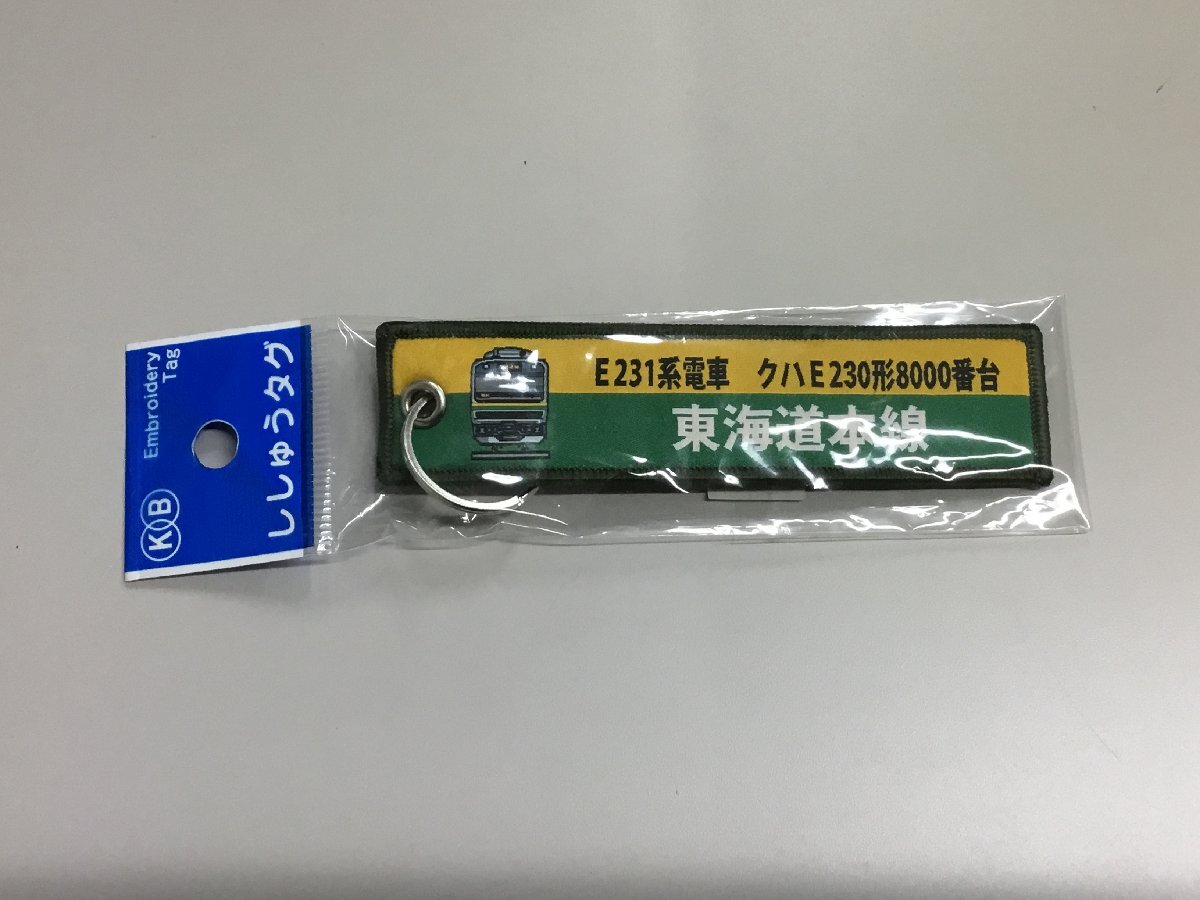 Embroidery
Tag
KB
ししゅうタグ
E231系電車 クハE230形8000番台
東海道本線